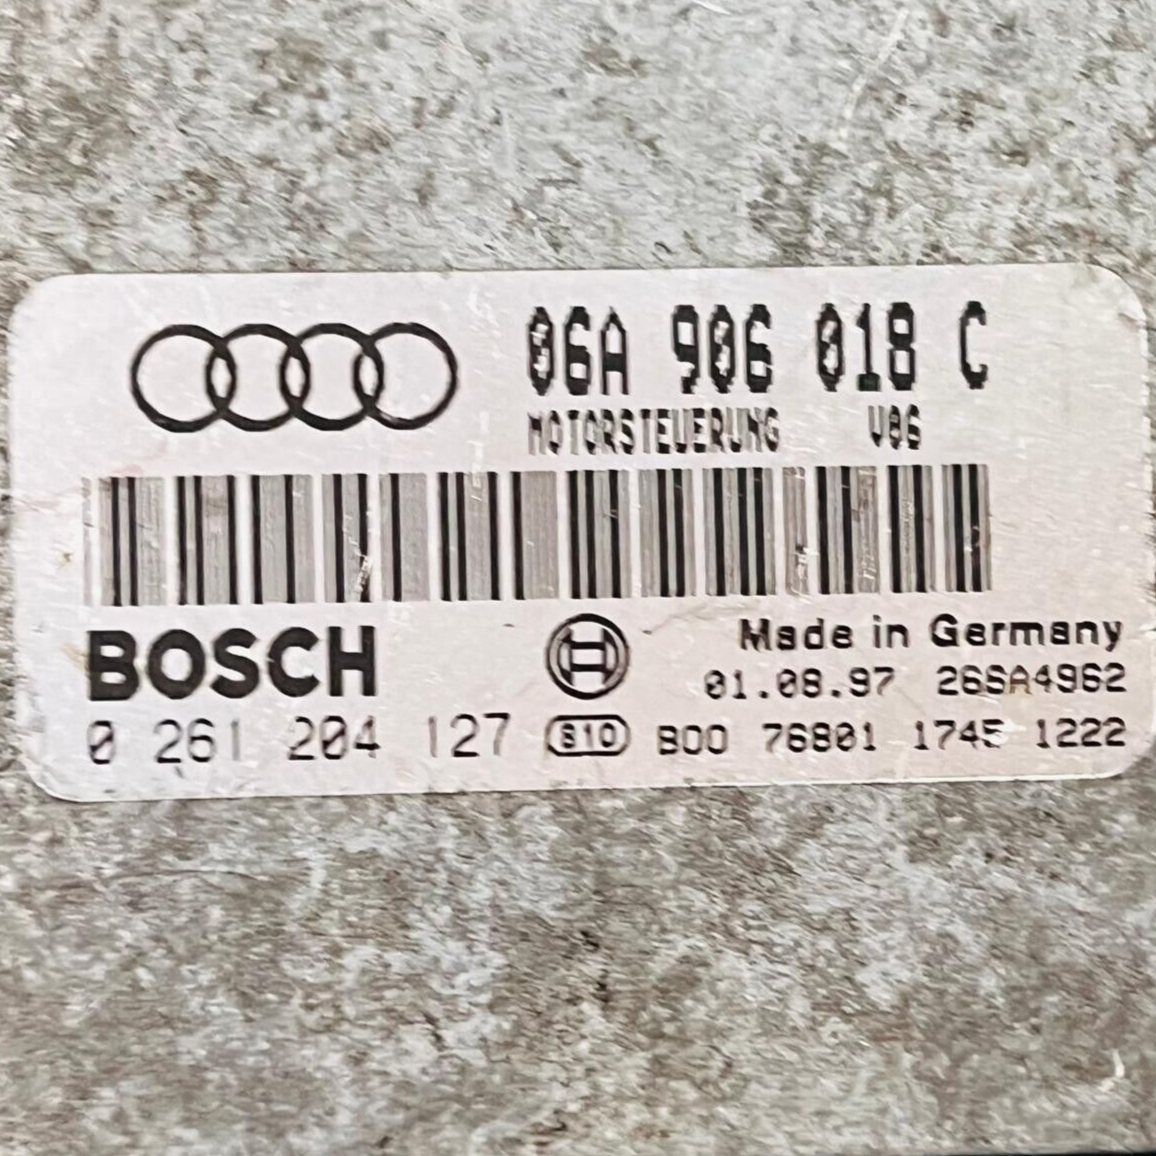 06A 906 018 C
MOTORSTEUERUNG V06
BOSCH
Made in Germany
01.08.97 26SA4962
0 261 204 127 810 B00 76801 1745 1222